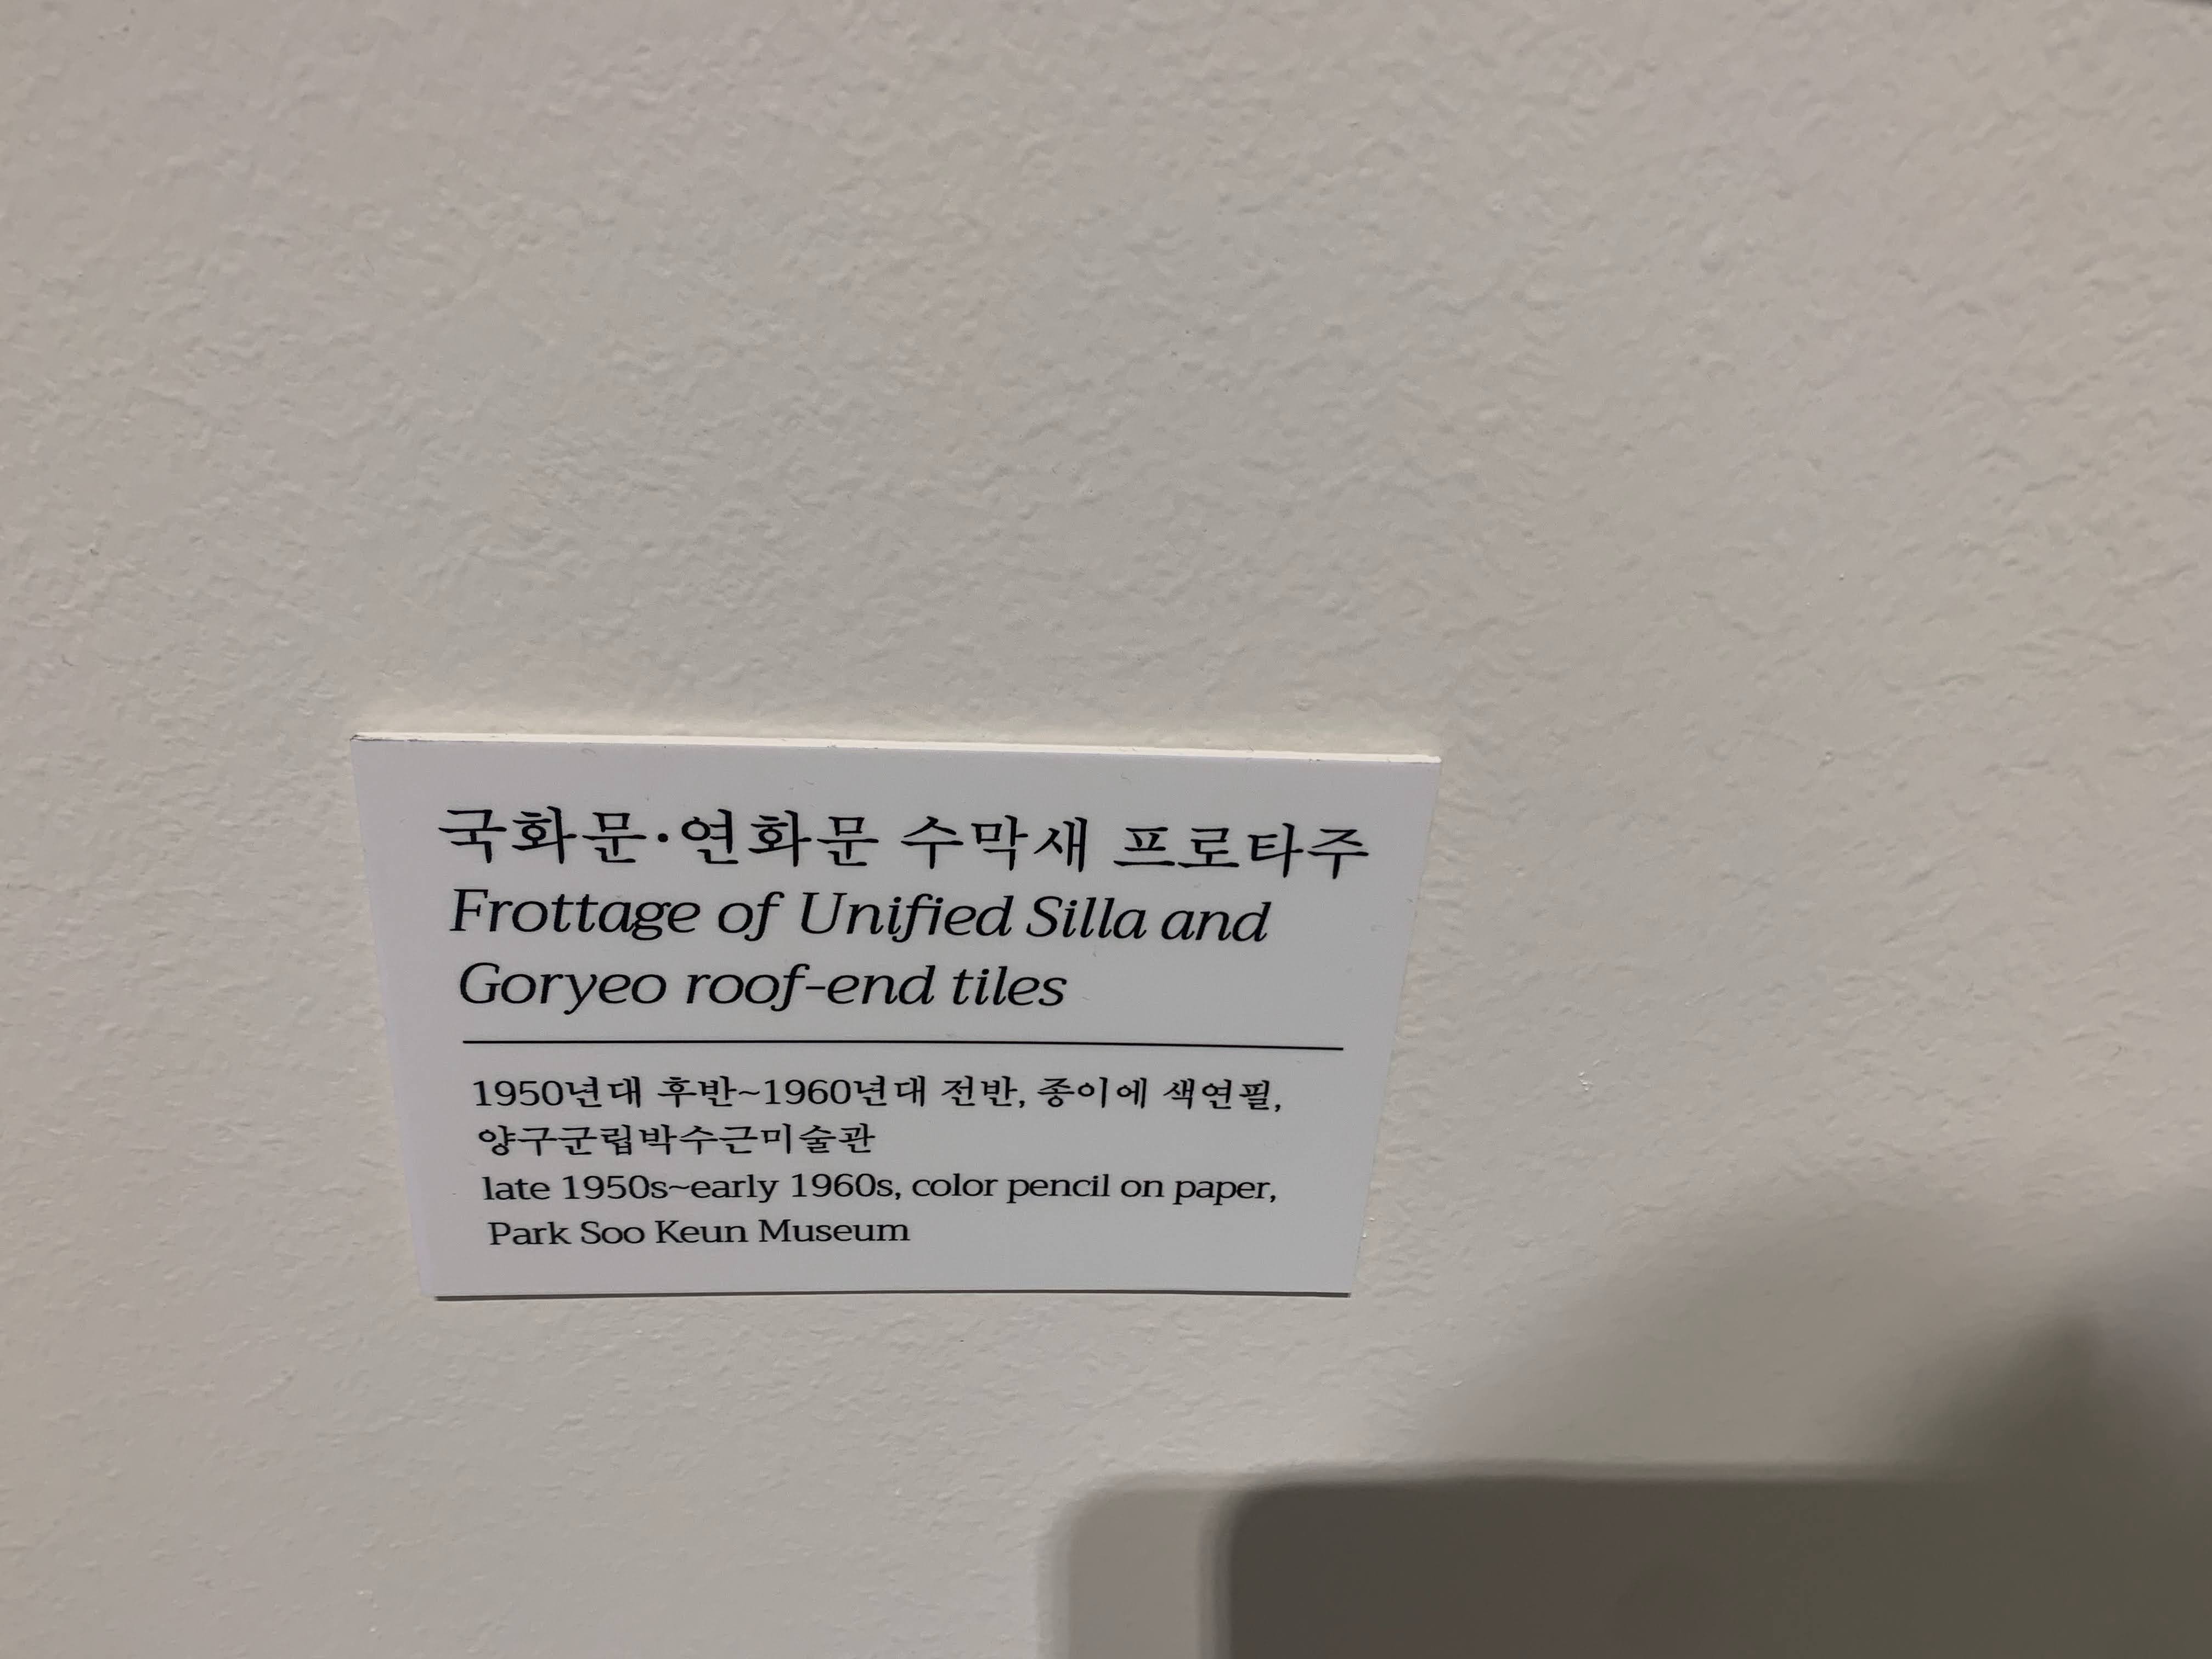 국화문·연화문 수막새 프로타주
Frottage of Unified Silla and
Goryeo roof-end tiles
1950년대 후반~1960년대 전반, 종이에 색연필,
양구군립박수근미술관
late 1950s~early 1960s, color pencil on paper,
Park Soo Keun Museum